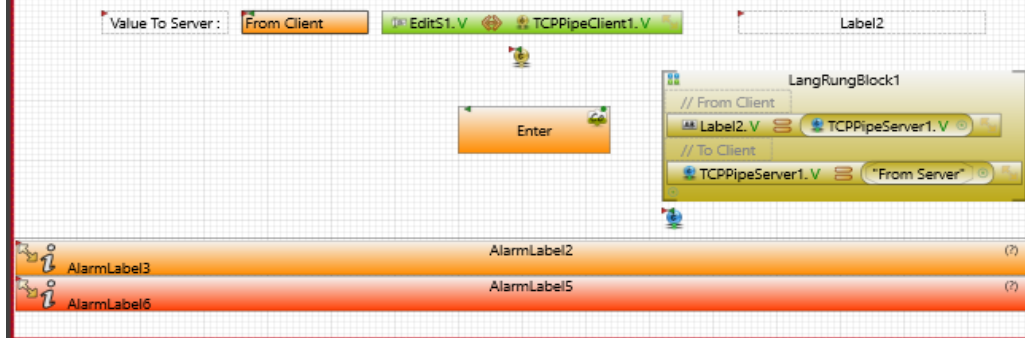 Value To Server :
From Client
EditS1.V
TCPPipeClient1.V
Label2
LangRungBlock1
// From Client
Label2.V
TCPPipeServer1.V
Enter
// To Client
TCPPipeServer1.V
"From Server"
AlarmLabel2
(?)
AlarmLabel3
AlarmLabel5
(?)
AlarmLabel6